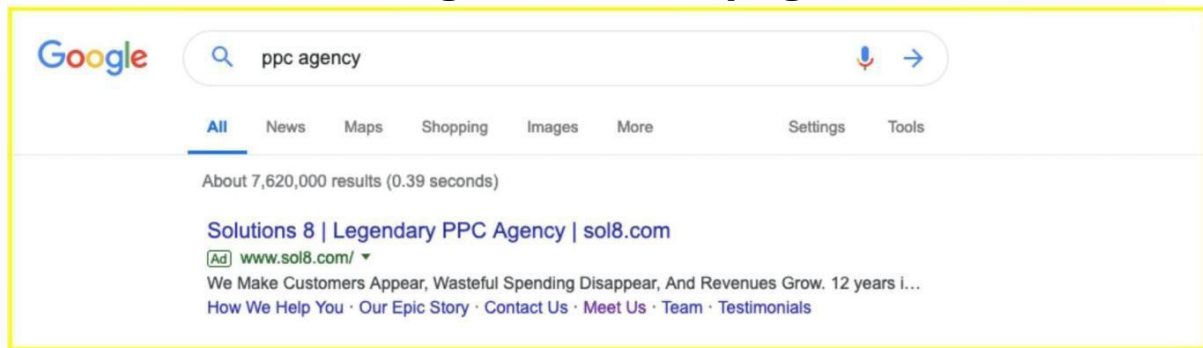 Google
ppc agency
All News Maps Shopping Images More Settings Tools
About 7,620,000 results (0.39 seconds)
Solutions 8 | Legendary PPC Agency | sol8.com
Ad www.sol8.com/
We Make Customers Appear, Wasteful Spending Disappear, And Revenues Grow. 12 years i...
How We Help You · Our Epic Story · Contact Us · Meet Us · Team · Testimonials